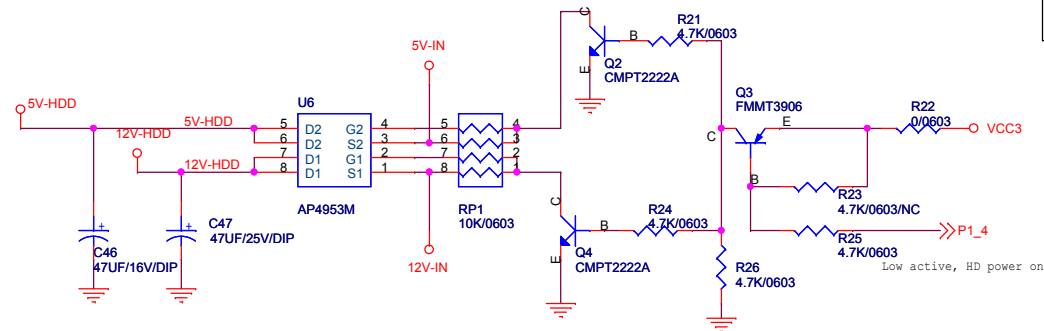 C
R21
4.7K/0603
5V-IN
B
E
Q2
CMPT2222A
Q3
FMMT3906
5V-HDD
U6
R22
0/0603
12V-HDD
5V-HDD
5 D2 G2 4 5 4
6 D2 S2 3 6 3
7 D1 G1 2 7 2
8 D1 S1 1 8 1
C
E
VCC3
12V-HDD
B
R23
4.7K/0603/NC
AP4953M
RP1
10K/0603
C
R24
4.7K/0603
B
C47
47UF/25V/DIP
R25
4.7K/0603
P1_4
C46
47UF/16V/DIP
E
Q4
CMPT2222A
12V-IN
R26
4.7K/0603
Low active, HD power on
+
+